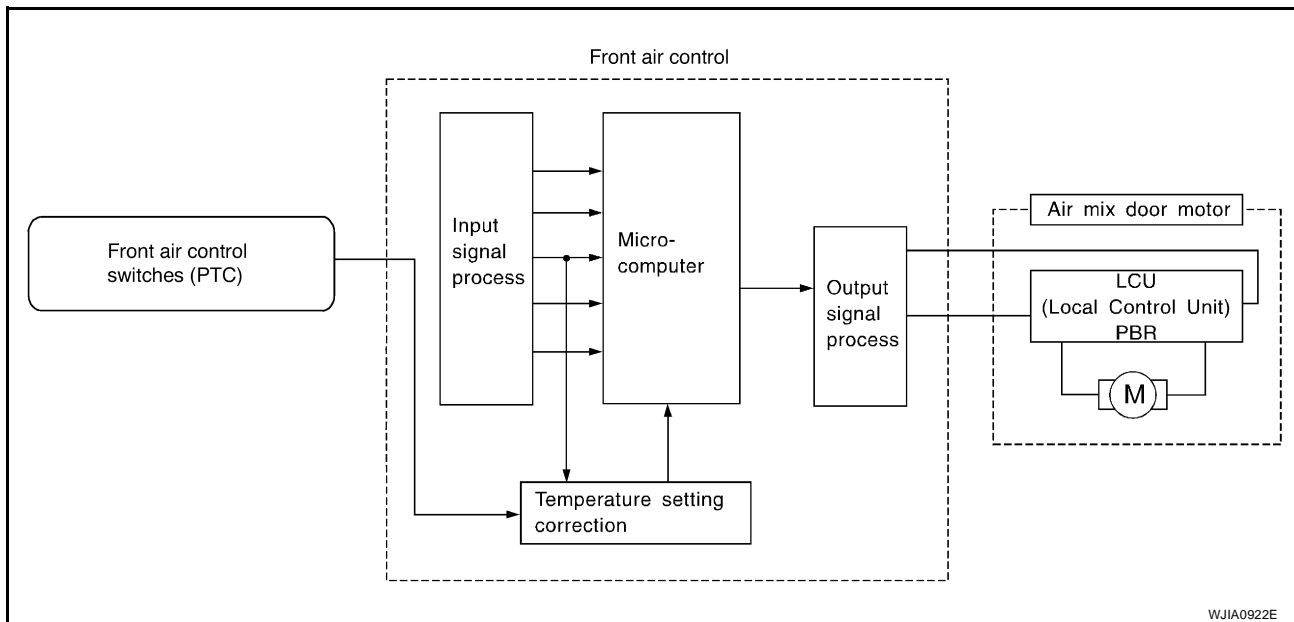 Front air control
Front air control
switches (PTC)
Input
signal
process
Micro-
computer
Output
signal
process
Temperature setting
correction
Air mix door motor
LCU
(Local Control Unit)
PBR
M
WJIA0922E